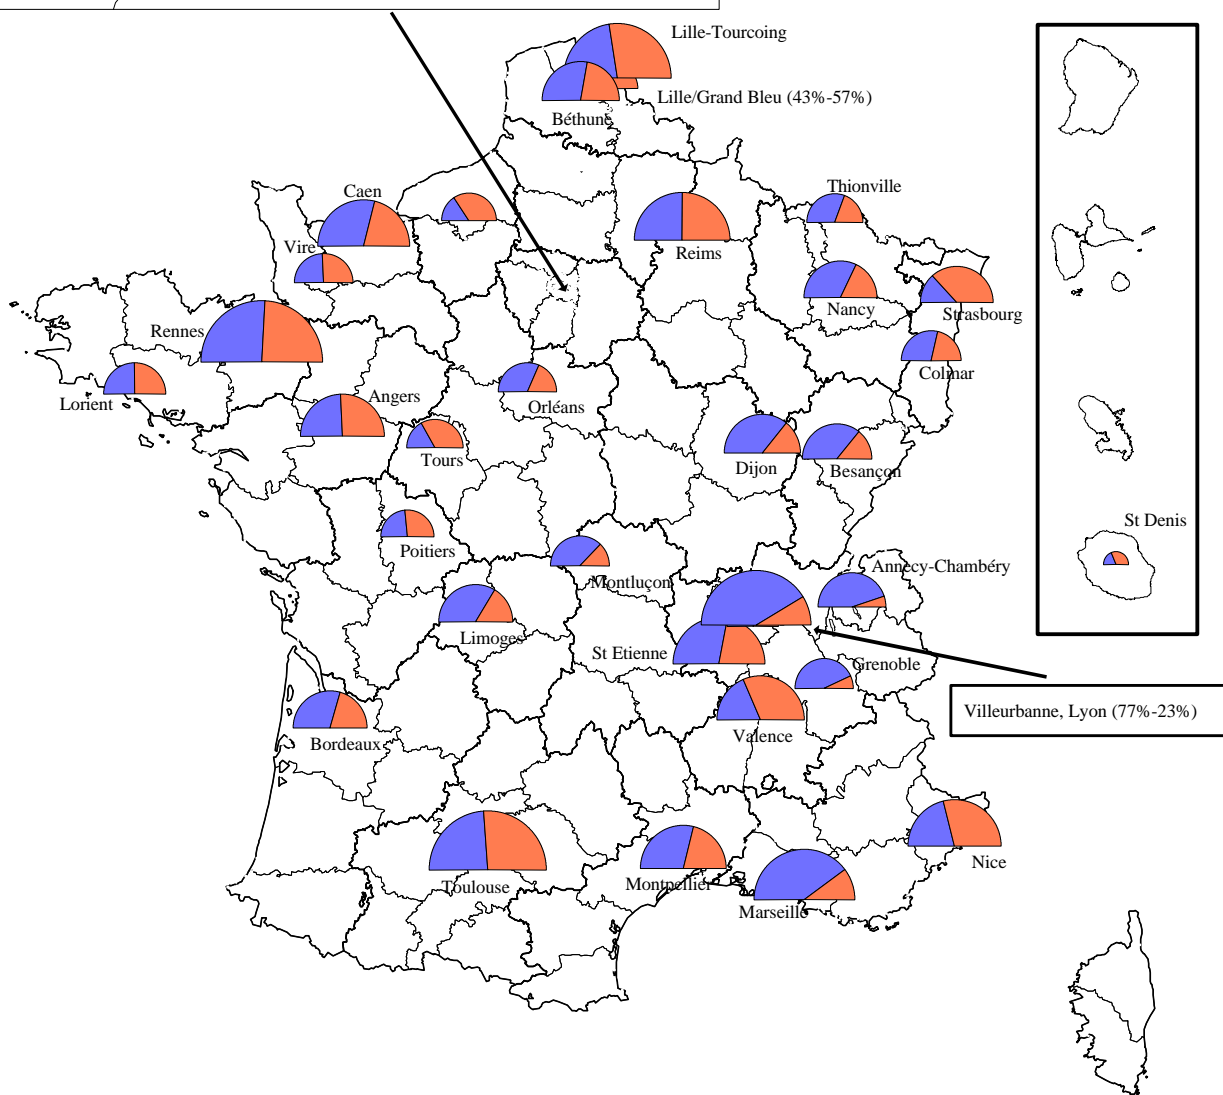 Lille-Tourcoing
Lille/Grand Bleu (43%-57%)
Béthune
Thionville
Caen
Vire
Reims
Nancy
Strasbourg
Rennes
Colmar
Lorient
Angers
Orléans
Tours
Dijon
Besançon
St Denis
Poitiers
Annecy-Chambéry
Montluçon
Limoges
St Etienne
Grenoble
Villeurbanne, Lyon (77%-23%)
Valence
Bordeaux
Nice
Toulouse
Montpellier
Marseille